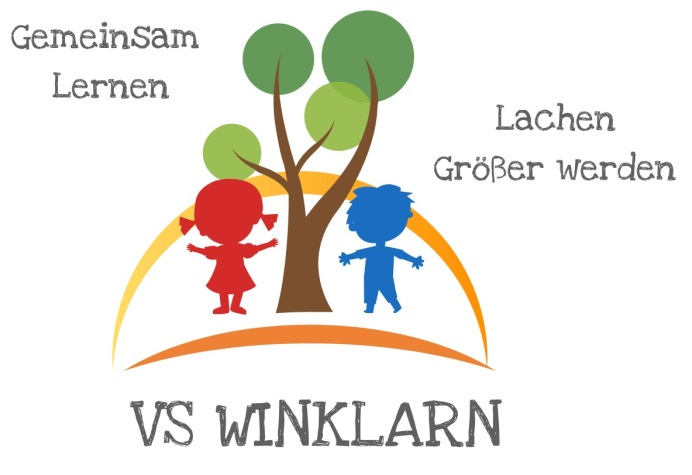 Gemeinsam
Lernen
Lachen
Größer werden
VS WINKLARN